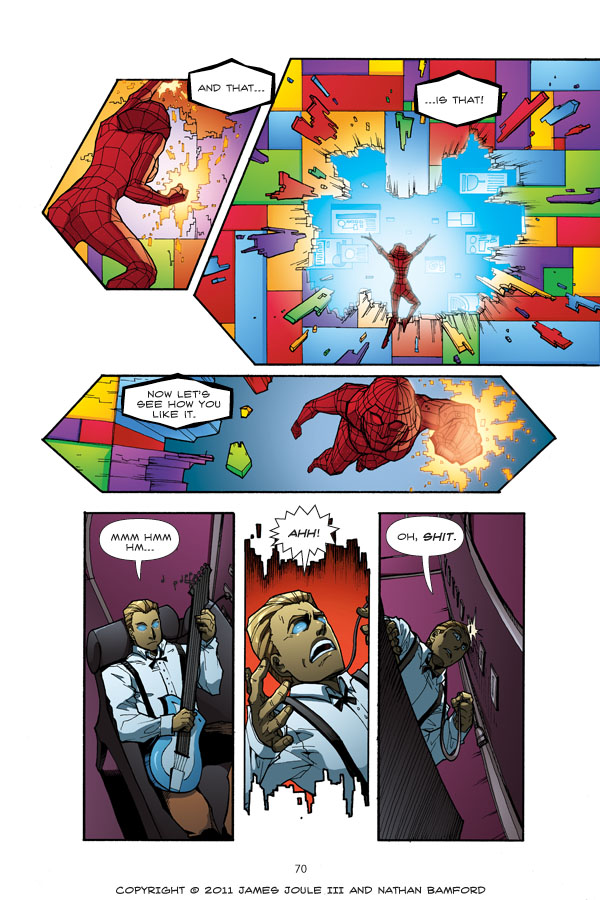 AND THAT...
...IS THAT!
NOW LET'S
SEE HOW YOU
LIKE IT.
MMM HMM
HM...
AHH!
OH, SHIT.
70
COPYRIGHT © 2011 JAMES JOULE III AND NATHAN BAMFORD